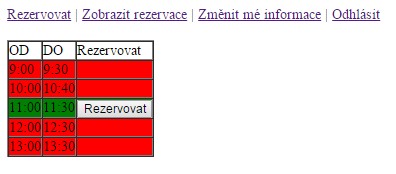 Rezervovat | Zobrazit rezervace | Změnit mé informace | Odhlásit
OD DO Rezervovat
9:00 9:30
10:00 10:40
11:00 11:30 Rezervovat
12:00 12:30
13:00 13:30